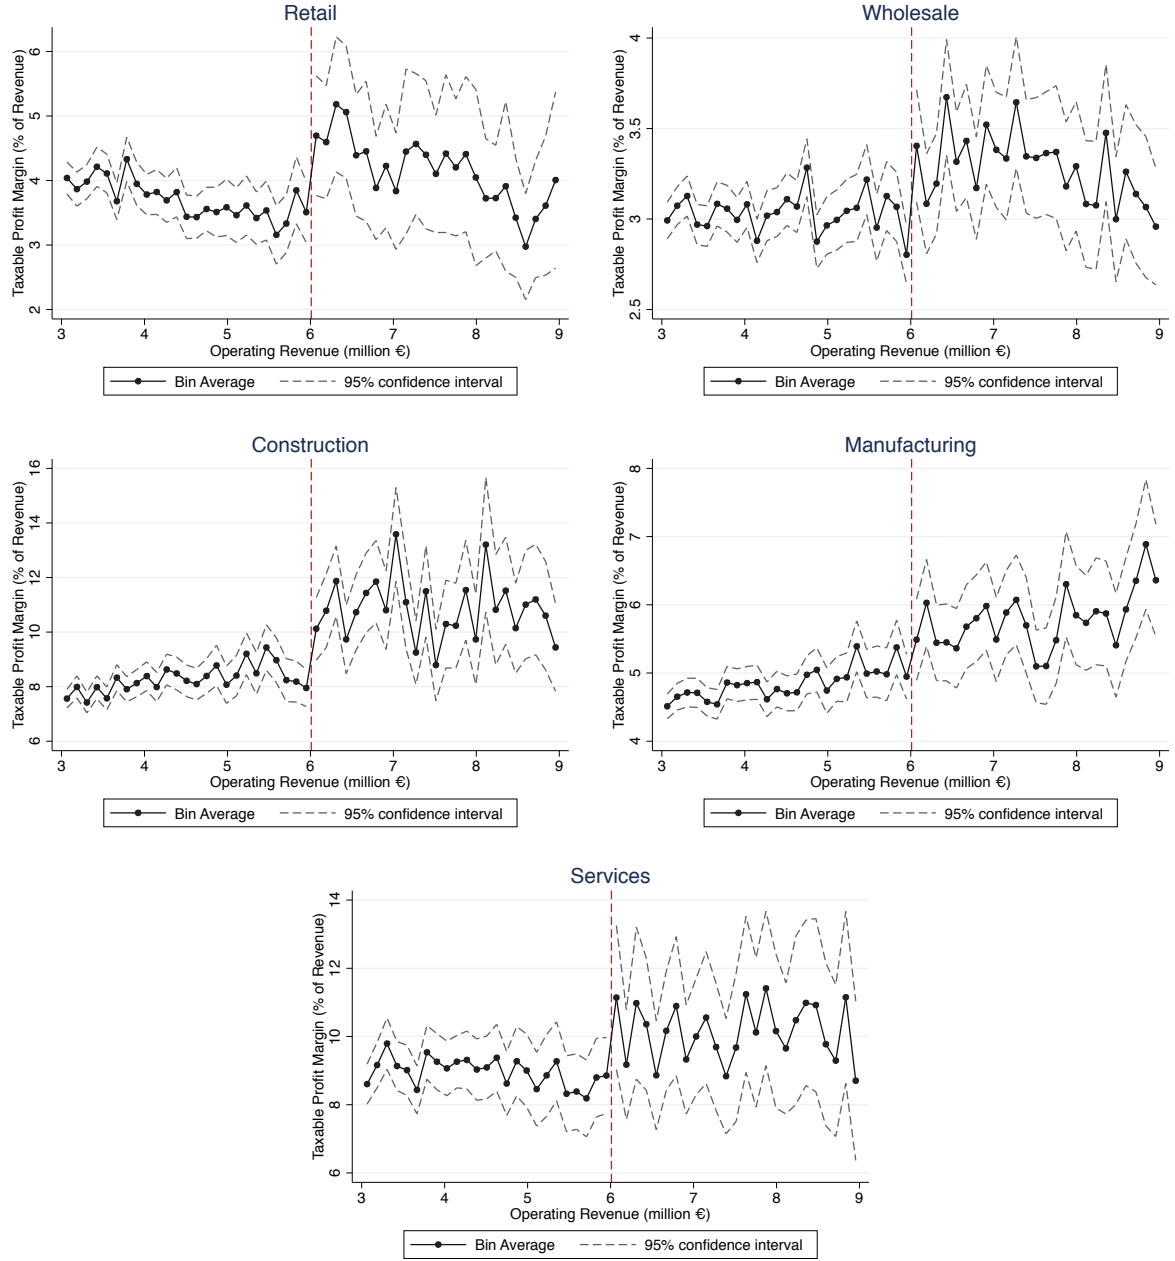 Retail
Taxable Profit Margin (% of Revenue)
6
5
4
3
2
3 4 5 6 7 8 9
Operating Revenue (million €)
Bin Average 95% confidence interval
Wholesale
Taxable Profit Margin (% of Revenue)
4
3.5
3
2.5
3 4 5 6 7 8 9
Operating Revenue (million €)
Bin Average 95% confidence interval
Construction
Taxable Profit Margin (% of Revenue)
16
14
12
10
8
6
3 4 5 6 7 8 9
Operating Revenue (million €)
Bin Average 95% confidence interval
Manufacturing
Taxable Profit Margin (% of Revenue)
8
7
6
5
4
3 4 5 6 7 8 9
Operating Revenue (million €)
Bin Average 95% confidence interval
Services
Taxable Profit Margin (% of Revenue)
14
12
10
8
6
3 4 5 6 7 8 9
Operating Revenue (million €)
Bin Average 95% confidence interval